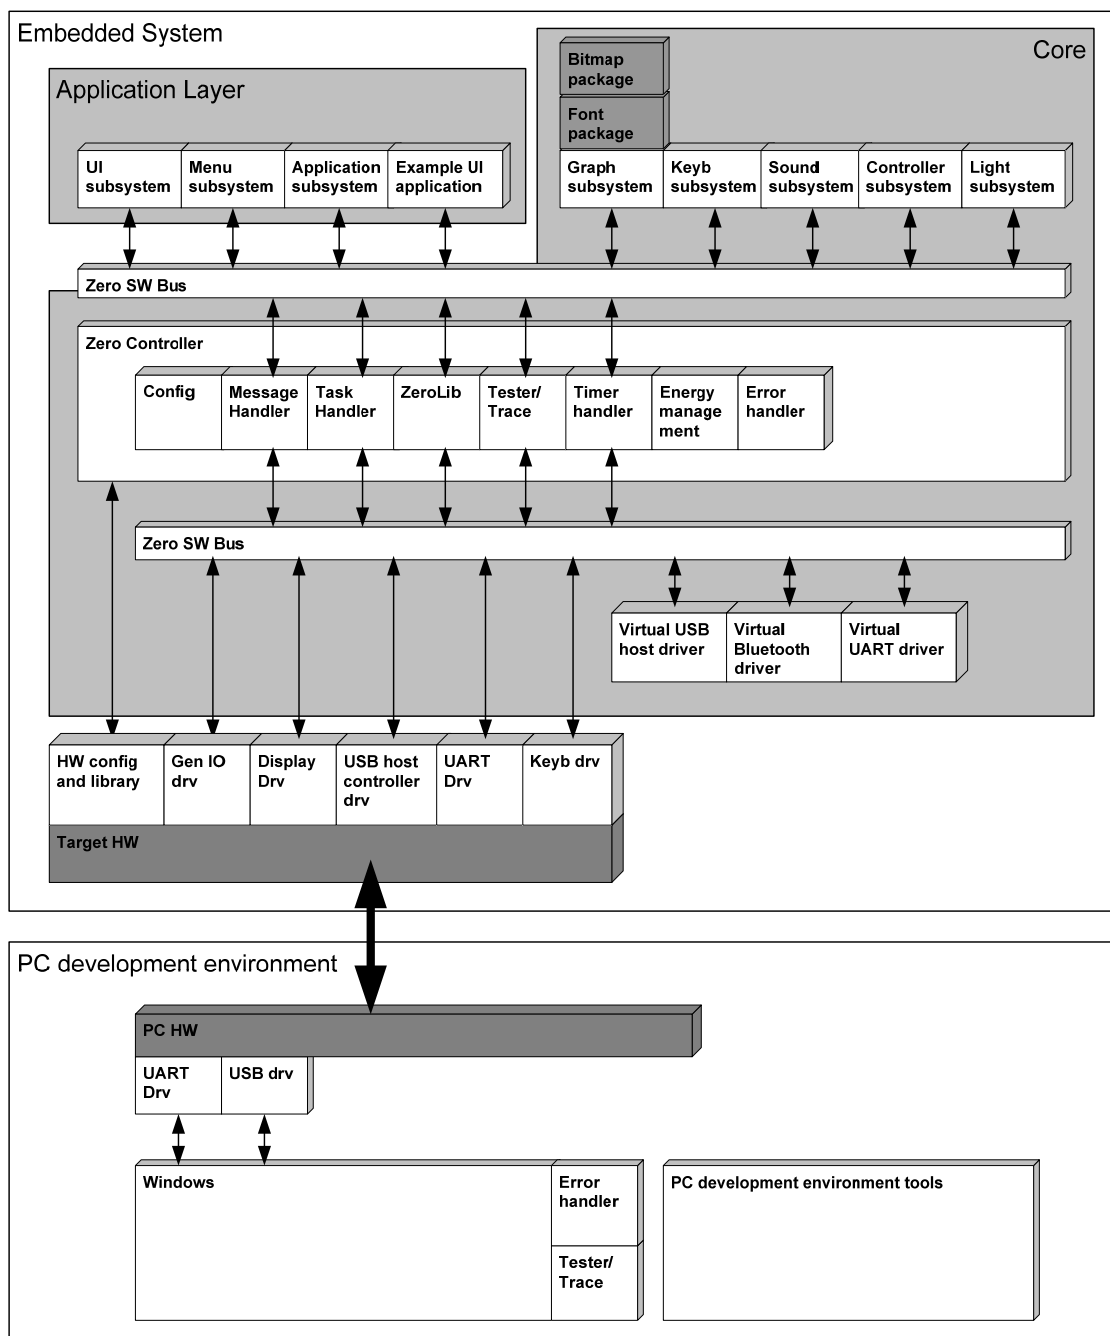 Embedded System
Core
Application Layer
Bitmap
package
Font
package
UI
subsystem
Menu
subsystem
Application
subsystem
Example UI
application
Graph
subsystem
Keyb
subsystem
Sound
subsystem
Controller
subsystem
Light
subsystem
Zero SW Bus
Zero Controller
Config
Message
Handler
Task
Handler
ZeroLib
Tester/
Trace
Timer
handler
Energy
manage
ment
Error
handler
Zero SW Bus
Virtual USB
host driver
Virtual
Bluetooth
driver
Virtual
UART driver
HW config
and library
Gen IO
drv
Display
Drv
USB host
controller
drv
UART
Drv
Keyb drv
Target HW
PC development environment
PC HW
UART
Drv
USB drv
Windows
Error
handler
Tester/
Trace
PC development environment tools